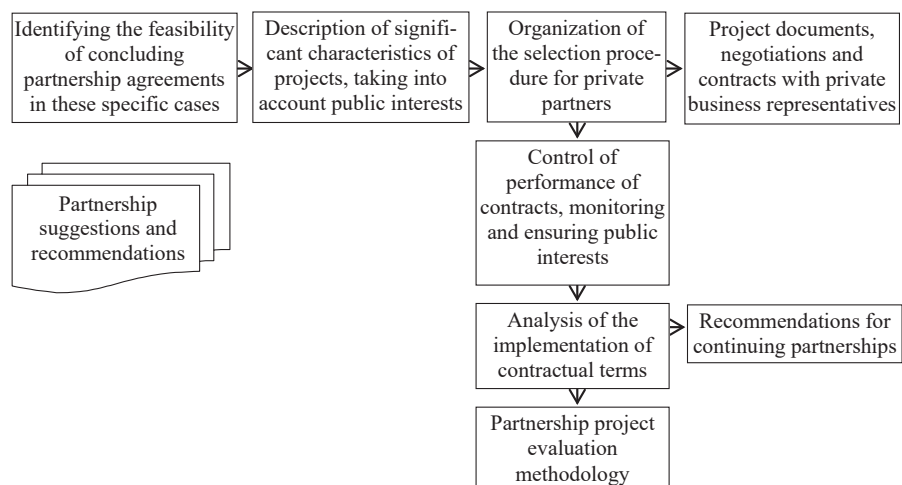 Identifying the feasibility
of concluding
partnership agreements
in these specific cases
Description of signifi-
cant characteristics of
projects, taking into
account public interests
Organization of
the selection proce-
dure for private
partners
Project documents,
negotiations and
contracts with private
business representatives
Partnership
suggestions and
recommendations
Control of
performance of
contracts, monitoring
and ensuring public
interests
Analysis of the
implementation of
contractual terms
Recommendations for
continuing partnerships
Partnership project
evaluation
methodology